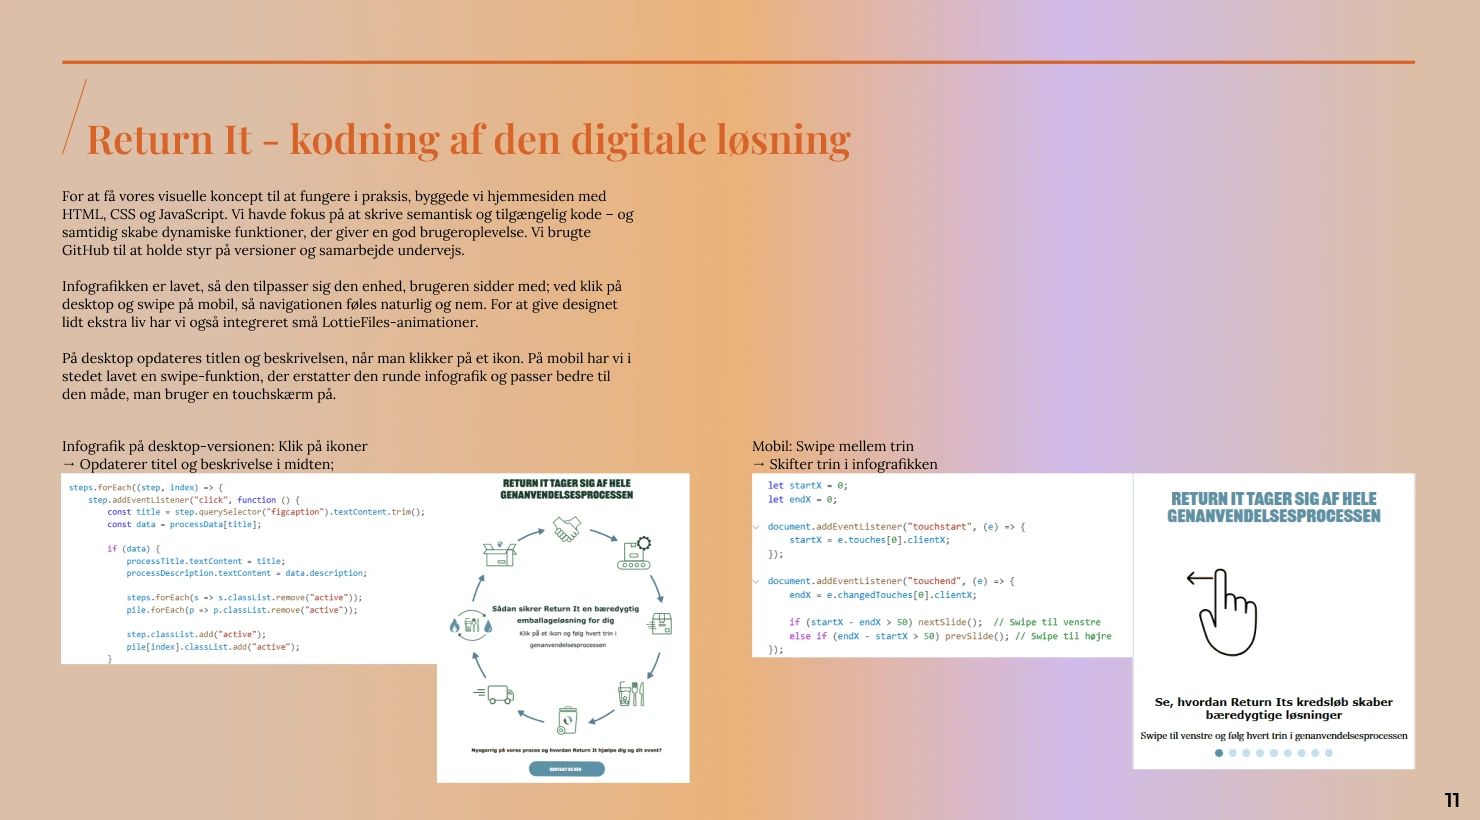 Return It - kodning af den digitale løsning
For at få vores visuelle koncept til at fungere i praksis, byggede vi hjemmesiden med
HTML, CSS og JavaScript. Vi havde fokus på at skrive semantisk og tilgængelig kode – og
samtidig skabe dynamiske funktioner, der giver en god brugeroplevelse. Vi brugte
GitHub til at holde styr på versioner og samarbejde undervejs.
Infografikken er lavet, så den tilpasser sig den enhed, brugeren sidder med; ved klik på
desktop og swipe på mobil, så navigationen føles naturlig og nem. For at give designet
lidt ekstra liv har vi også integreret små LottieFiles-animationer.
På desktop opdateres titlen og beskrivelsen, når man klikker på et ikon. På mobil har vi i
stedet lavet en swipe-funktion, der erstatter den runde infografik og passer bedre til
den måde, man bruger en touchskærm på.
Infografik på desktop-versionen: Klik på ikoner
→ Opdaterer titel og beskrivelse i midten;
steps.forEach((step, index) => {
step.addEventListener("click", function () {
const title = step.querySelector("figcaption").textContent.trim();
const data = processData[title];
if (data) {
processTitle.textContent = title;
processDescription.textContent = data.description;
steps.forEach(s => s.classList.remove("active"));
pile.forEach(p => p.classList.remove("active"));
step.classList.add("active");
pile[index].classList.add("active");
}
RETURN IT TAGER SIG AF HELE
GENANVENDELSESPROCESSEN
Sådan sikrer Return It en bæredygtig
emballageløsning for dig
Klik på et ikon og følg hvert trin i
genanvendelsesprocessen
Nysgerrig på vores proces og hvordan Return It hjælpe dig og dit event?
KONTAKT OS HER
Mobil: Swipe mellem trin
→ Skifter trin i infografikken
let startX = 0;
let endX = 0;
document.addEventListener("touchstart", (e) => {
startX = e.touches[0].clientX;
});
document.addEventListener("touchend", (e) => {
endX = e.changedTouches[0].clientX;
if (startX - endX > 50) nextSlide(); // Swipe til venstre
else if (endX - startX > 50) prevSlide(); // Swipe til højre
});
RETURN IT TAGER SIG AF HELE
GENANVENDELSESPROCESSEN
Se, hvordan Return Its kredsløb skaber
bæredygtige løsninger
Swipe til venstre og følg hvert trin i genanvendelsesprocessen
11